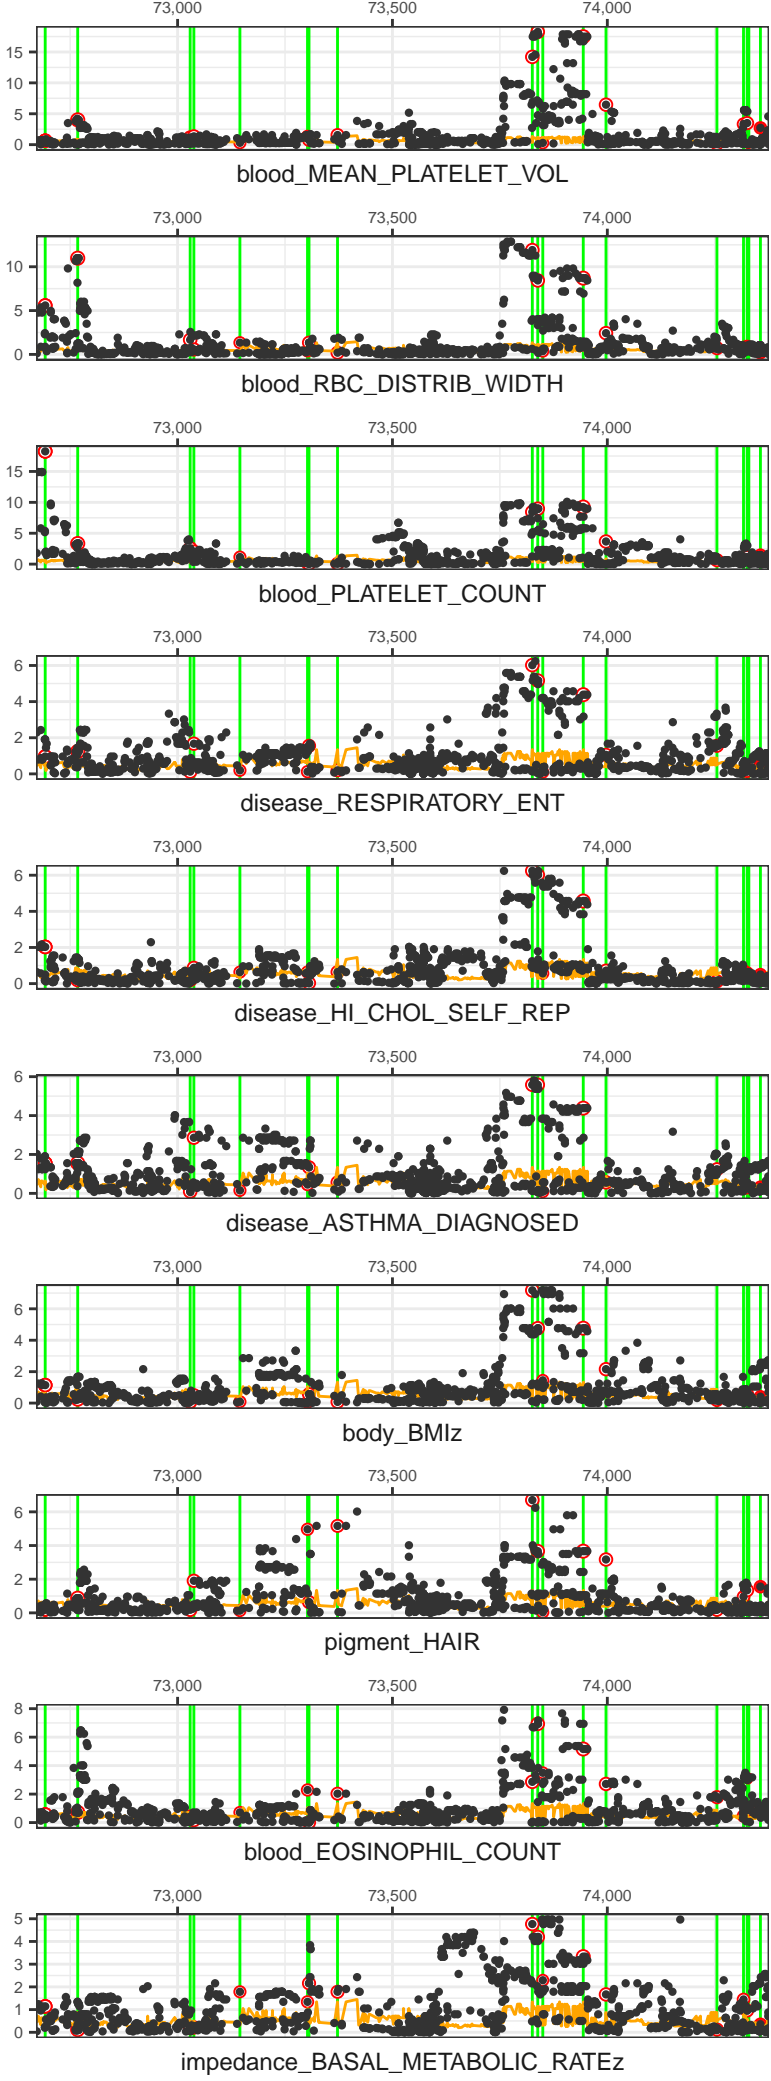 73,000 73,500 74,000
15
10
5
0
blood_MEAN_PLATELET_VOL
73,000 73,500 74,000
10
5
0
blood_RBC_DISTRIB_WIDTH
73,000 73,500 74,000
15
10
5
0
blood_PLATELET_COUNT
73,000 73,500 74,000
6
4
2
0
disease_RESPIRATORY_ENT
73,000 73,500 74,000
6
4
2
0
disease_HI_CHOL_SELF_REP
73,000 73,500 74,000
6
4
2
0
disease_ASTHMA_DIAGNOSED
73,000 73,500 74,000
6
4
2
0
body_BMIz
73,000 73,500 74,000
6
4
2
0
pigment_HAIR
73,000 73,500 74,000
8
6
4
2
0
blood_EOSINOPHIL_COUNT
73,000 73,500 74,000
5
4
3
2
1
0
impedance_BASAL_METABOLIC_RATEz